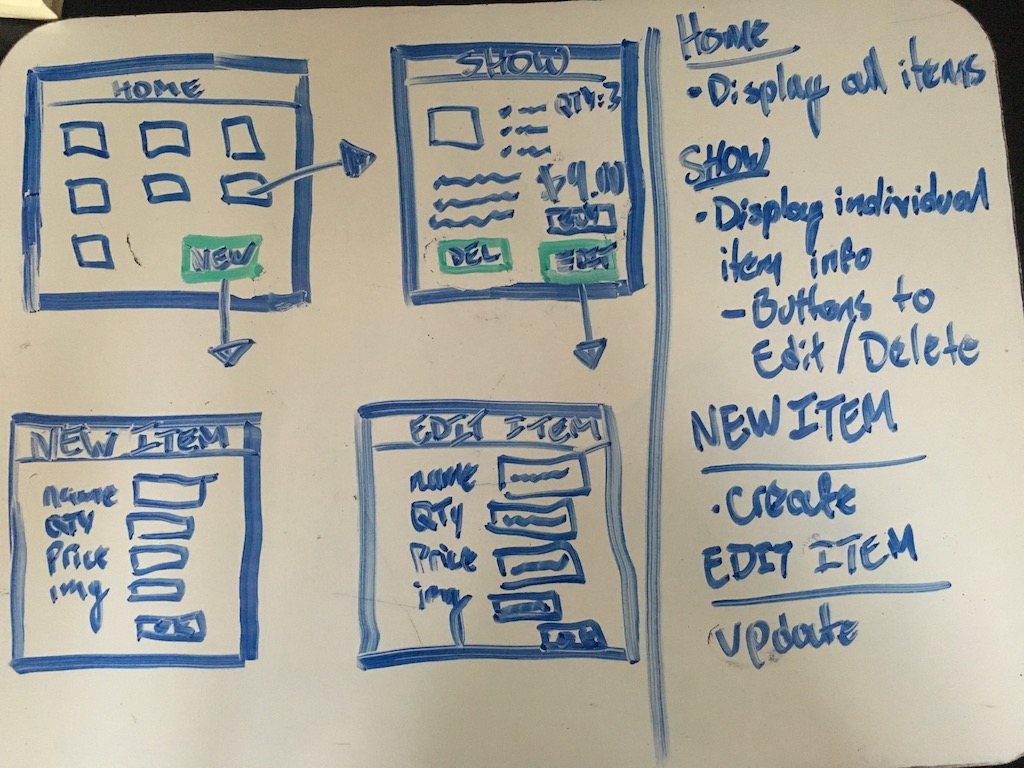 HOME
NEW
SHOW
QTY:3
$9.00
BUY
DEL
EDIT
NEW ITEM
name
QTY
Price
img
OK
EDIT ITEM
name
QTY
Price
img
OK
Home
• Display all items
SHOW
• Display individual
item info
- Buttons to
Edit/Delete
NEW ITEM
• Create
EDIT ITEM
update